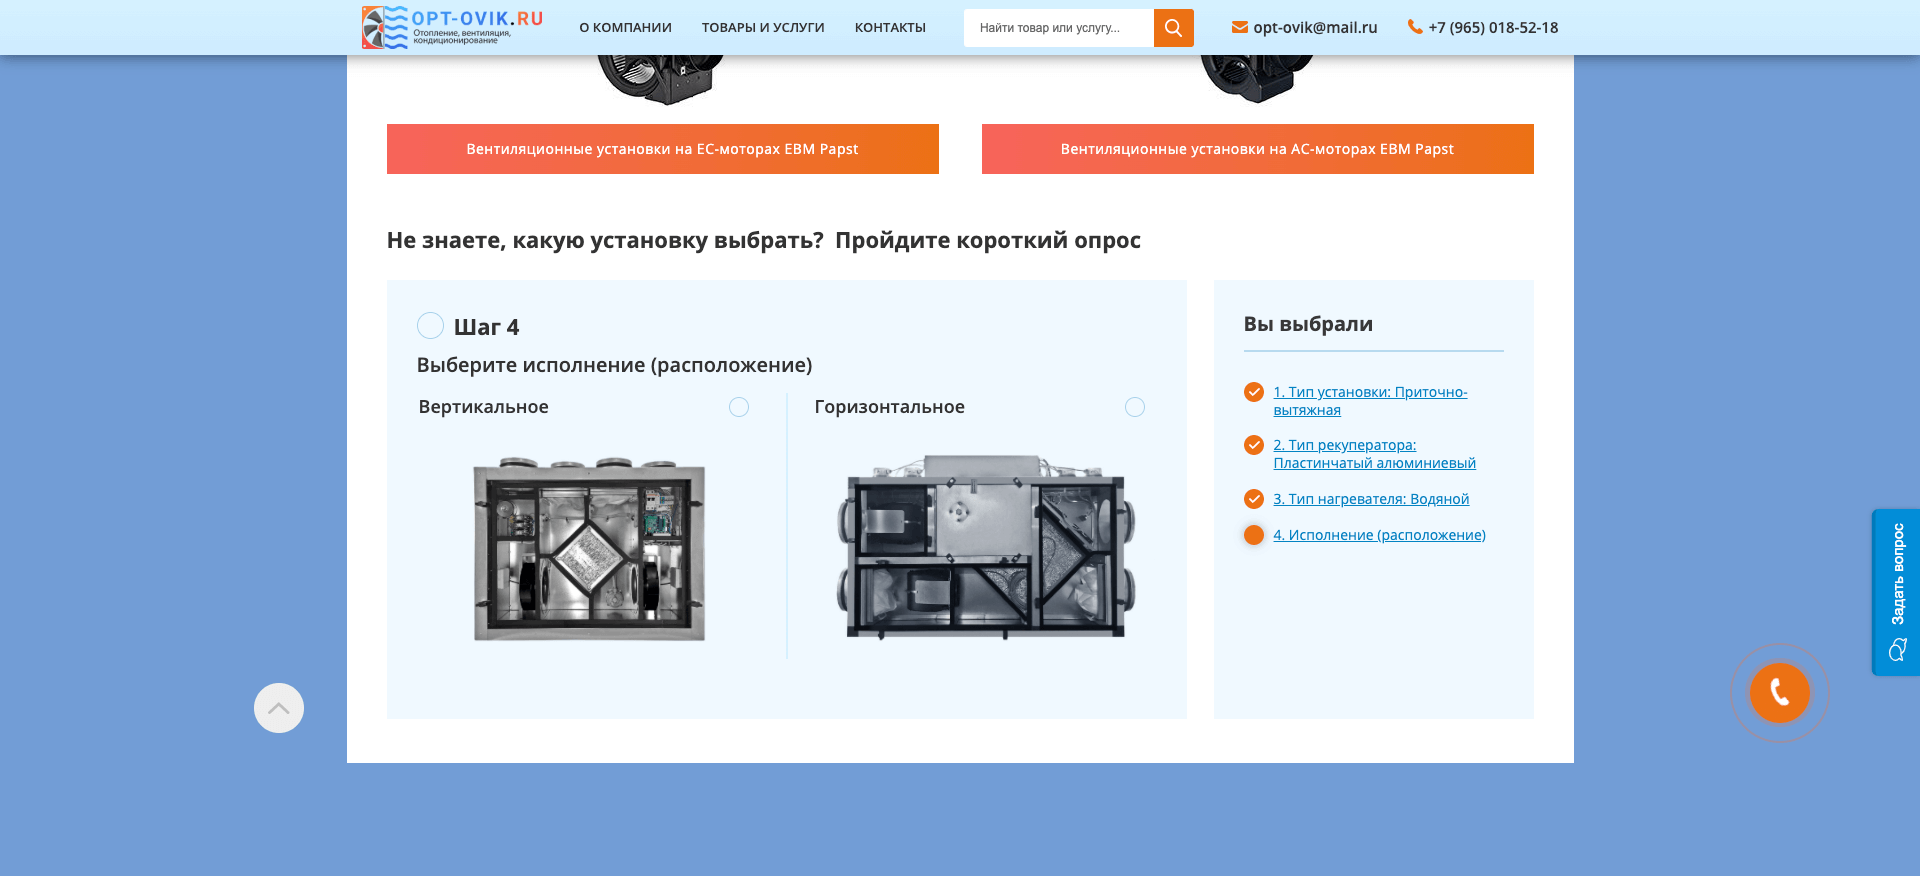 OPT-OVIK.RU
Отопление, вентиляция,
кондиционирование
О КОМПАНИИ
ТОВАРЫ И УСЛУГИ
КОНТАКТЫ
Найти товар или услугу...
opt-ovik@mail.ru
+7 (965) 018-52-18
Вентиляционные установки на ЕС-моторах EBM Papst
Вентиляционные установки на АС-моторах EBM Papst
Не знаете, какую установку выбрать? Пройдите короткий опрос
Шаг 4
Выберите исполнение (расположение)
Вертикальное
Горизонтальное
Вы выбрали
1. Тип установки: Приточно-
вытяжная
2. Тип рекуператора:
Пластинчатый алюминиевый
3. Тип нагревателя: Водяной
4. Исполнение (расположение)
Задать вопрос